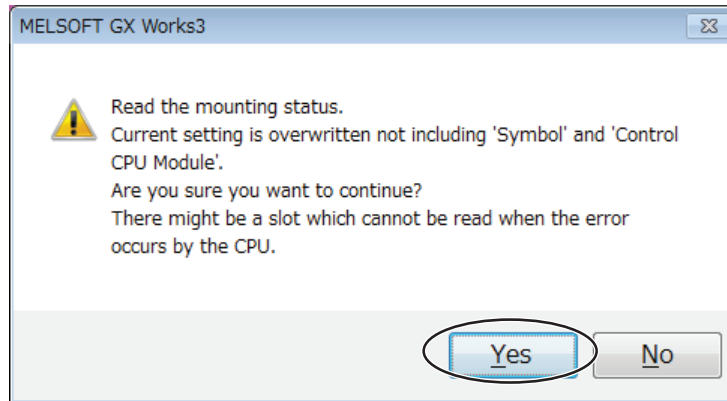 MELSOFT GX Works3
Read the mounting status.
Current setting is overwritten not including 'Symbol' and 'Control
CPU Module'.
Are you sure you want to continue?
There might be a slot which cannot be read when the error
occurs by the CPU.
Yes
No